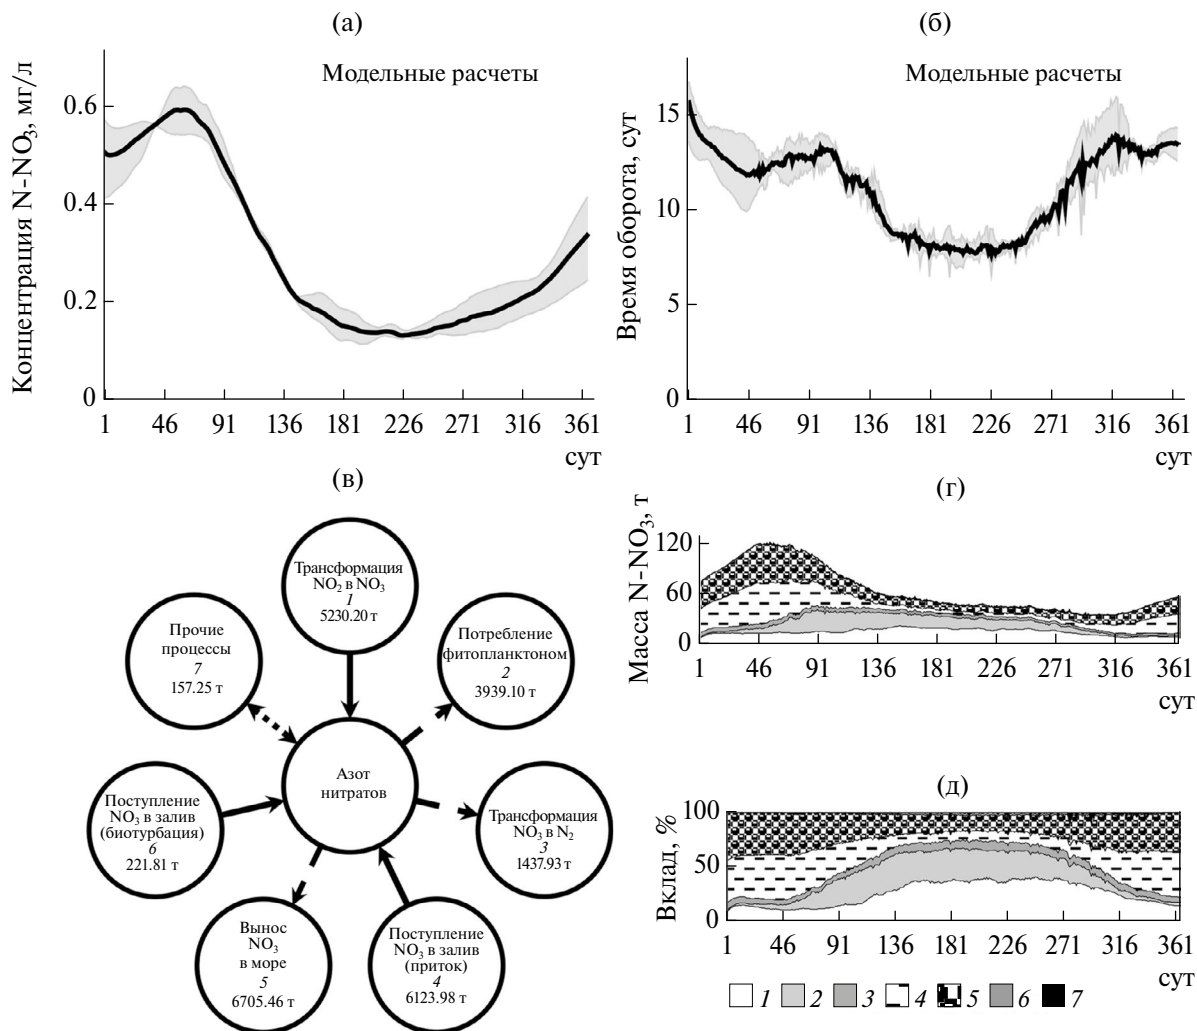 (а)
Модельные расчеты
Концентрация N-NO3, мг/л
0.6
0.4
0.2
0
1 46 91 136 181 226 271 316 361
сут
(б)
Модельные расчеты
Время оборота, сут
15
10
5
0
1 46 91 136 181 226 271 316 361
сут
(в)
Трансформация
NO2 в NO3
1
5230.20 т
Потребление
фитопланктоном
2
3939.10 т
Трансформация
NO3 в N2
3
1437.93 т
Поступление
NO3 в залив
(приток)
4
6123.98 т
Вынос
NO3
в море
5
6705.46 т
Поступление
NO3 в залив
(биотурбация)
6
221.81 т
Прочие
процессы
7
157.25 т
Азот
нитратов
(г)
Масса N-NO3, т
120
60
0
1 46 91 136 181 226 271 316 361
сут
(д)
Вклад, %
100
50
0
1 46 91 136 181 226 271 316 361
сут
1 2 3 4 5 6 7